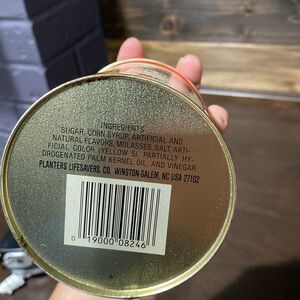 INGREDIENTS:
SUGAR, CORN SYRUP, ARTIFICIAL AND
NATURAL FLAVORS, MOLASSES, SALT, ARTI-
FICIAL COLOR (YELLOW 5), PARTIALLY HY-
DROGENATED PALM KERNEL OIL, AND VINEGAR
PLANTERS LIFESAVERS, CO. WINSTON-SALEM, NC USA 27102
0 19000 08246